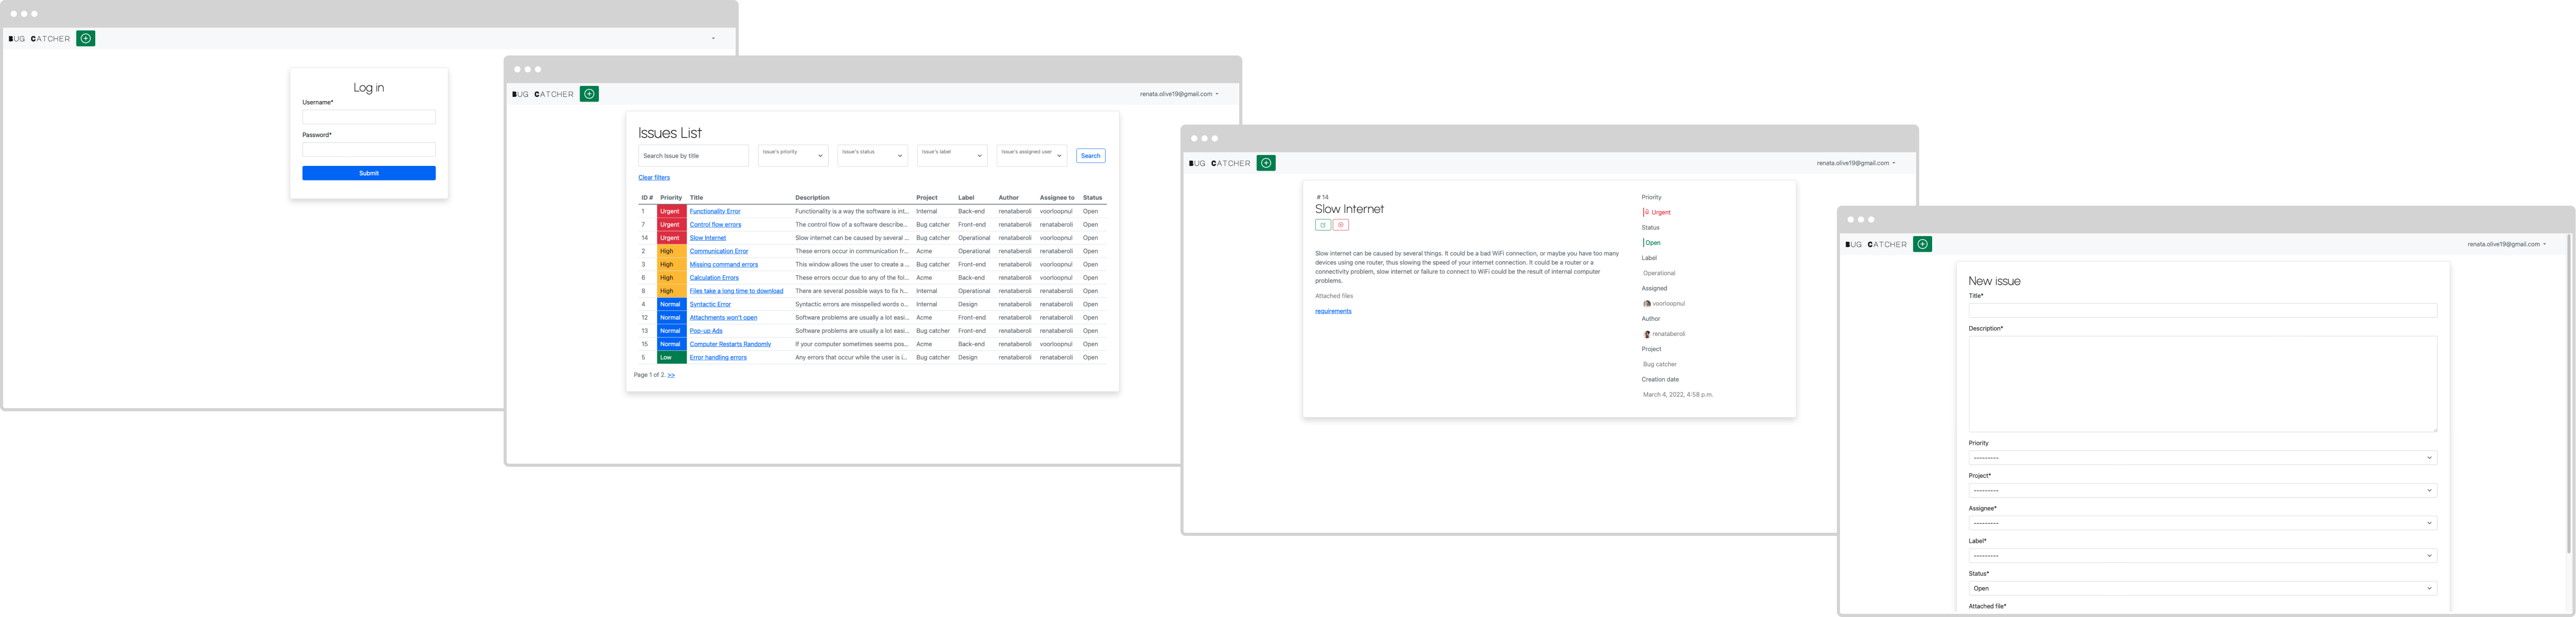 BUG CATCHER
Log in
Username*
Password*
Submit
BUG CATCHER
renata.olive19@gmail.com
Issues List
Search Issue by title
Issue's priority
Issue's status
Issue's label
Issue's assigned user
Search
Clear filters
ID # Priority Title Description Project Label Author Assignee to Status
1 Urgent Functionality Error Functionality is a way the software is int... Internal Back-end renataberoli voorloopnul Open
7 Urgent Control flow errors The control flow of a software describe... Bug catcher Front-end renataberoli voorloopnul Open
14 Urgent Slow Internet Slow internet can be caused by several ... Bug catcher Operational renataberoli voorloopnul Open
2 High Communication Error These errors occur in communication fr... Acme Operational renataberoli renataberoli Open
3 High Missing command errors This window allows the user to create a ... Bug catcher Front-end renataberoli voorloopnul Open
6 High Calculation Errors These errors occur due to any of the fol... Acme Back-end renataberoli renataberoli Open
8 High Files take a long time to download There are several possible ways to fix h... Internal Operational renataberoli renataberoli Open
4 Normal Syntactic Error Syntactic errors are misspelled words o... Internal Design renataberoli renataberoli Open
12 Normal Attachments won't open Software problems are usually a lot easi... Acme Front-end renataberoli renataberoli Open
13 Normal Pop-up Ads Software problems are usually a lot easi... Bug catcher Front-end renataberoli renataberoli Open
15 Normal Computer Restarts Randomly If your computer sometimes seems pos... Acme Back-end renataberoli renataberoli Open
5 Low Error handling errors Any errors that occur while the user is i... Bug catcher Design renataberoli renataberoli Open
Page 1 of 2. >>
BUG CATCHER
renata.olive19@gmail.com
# 14
Slow Internet
Slow internet can be caused by several things. It could be a bad WiFi connection, or maybe you have too many
devices using one router, thus slowing the speed of your internet connection. It could be a router or a
connectivity problem, slow internet or failure to connect to WiFi could be the result of internal computer
problems.
Attached files
requirements
Priority
Urgent
Status
Open
Label
Operational
Assigned
voorloopnul
Author
renataberoli
Project
Bug catcher
Creation date
March 4, 2022, 4:58 p.m.
BUG CATCHER
renata.olive19@gmail.com
New issue
Title*
Description*
Priority
---------
Project*
---------
Assignee*
---------
Label*
---------
Status*
Open
Attached file*